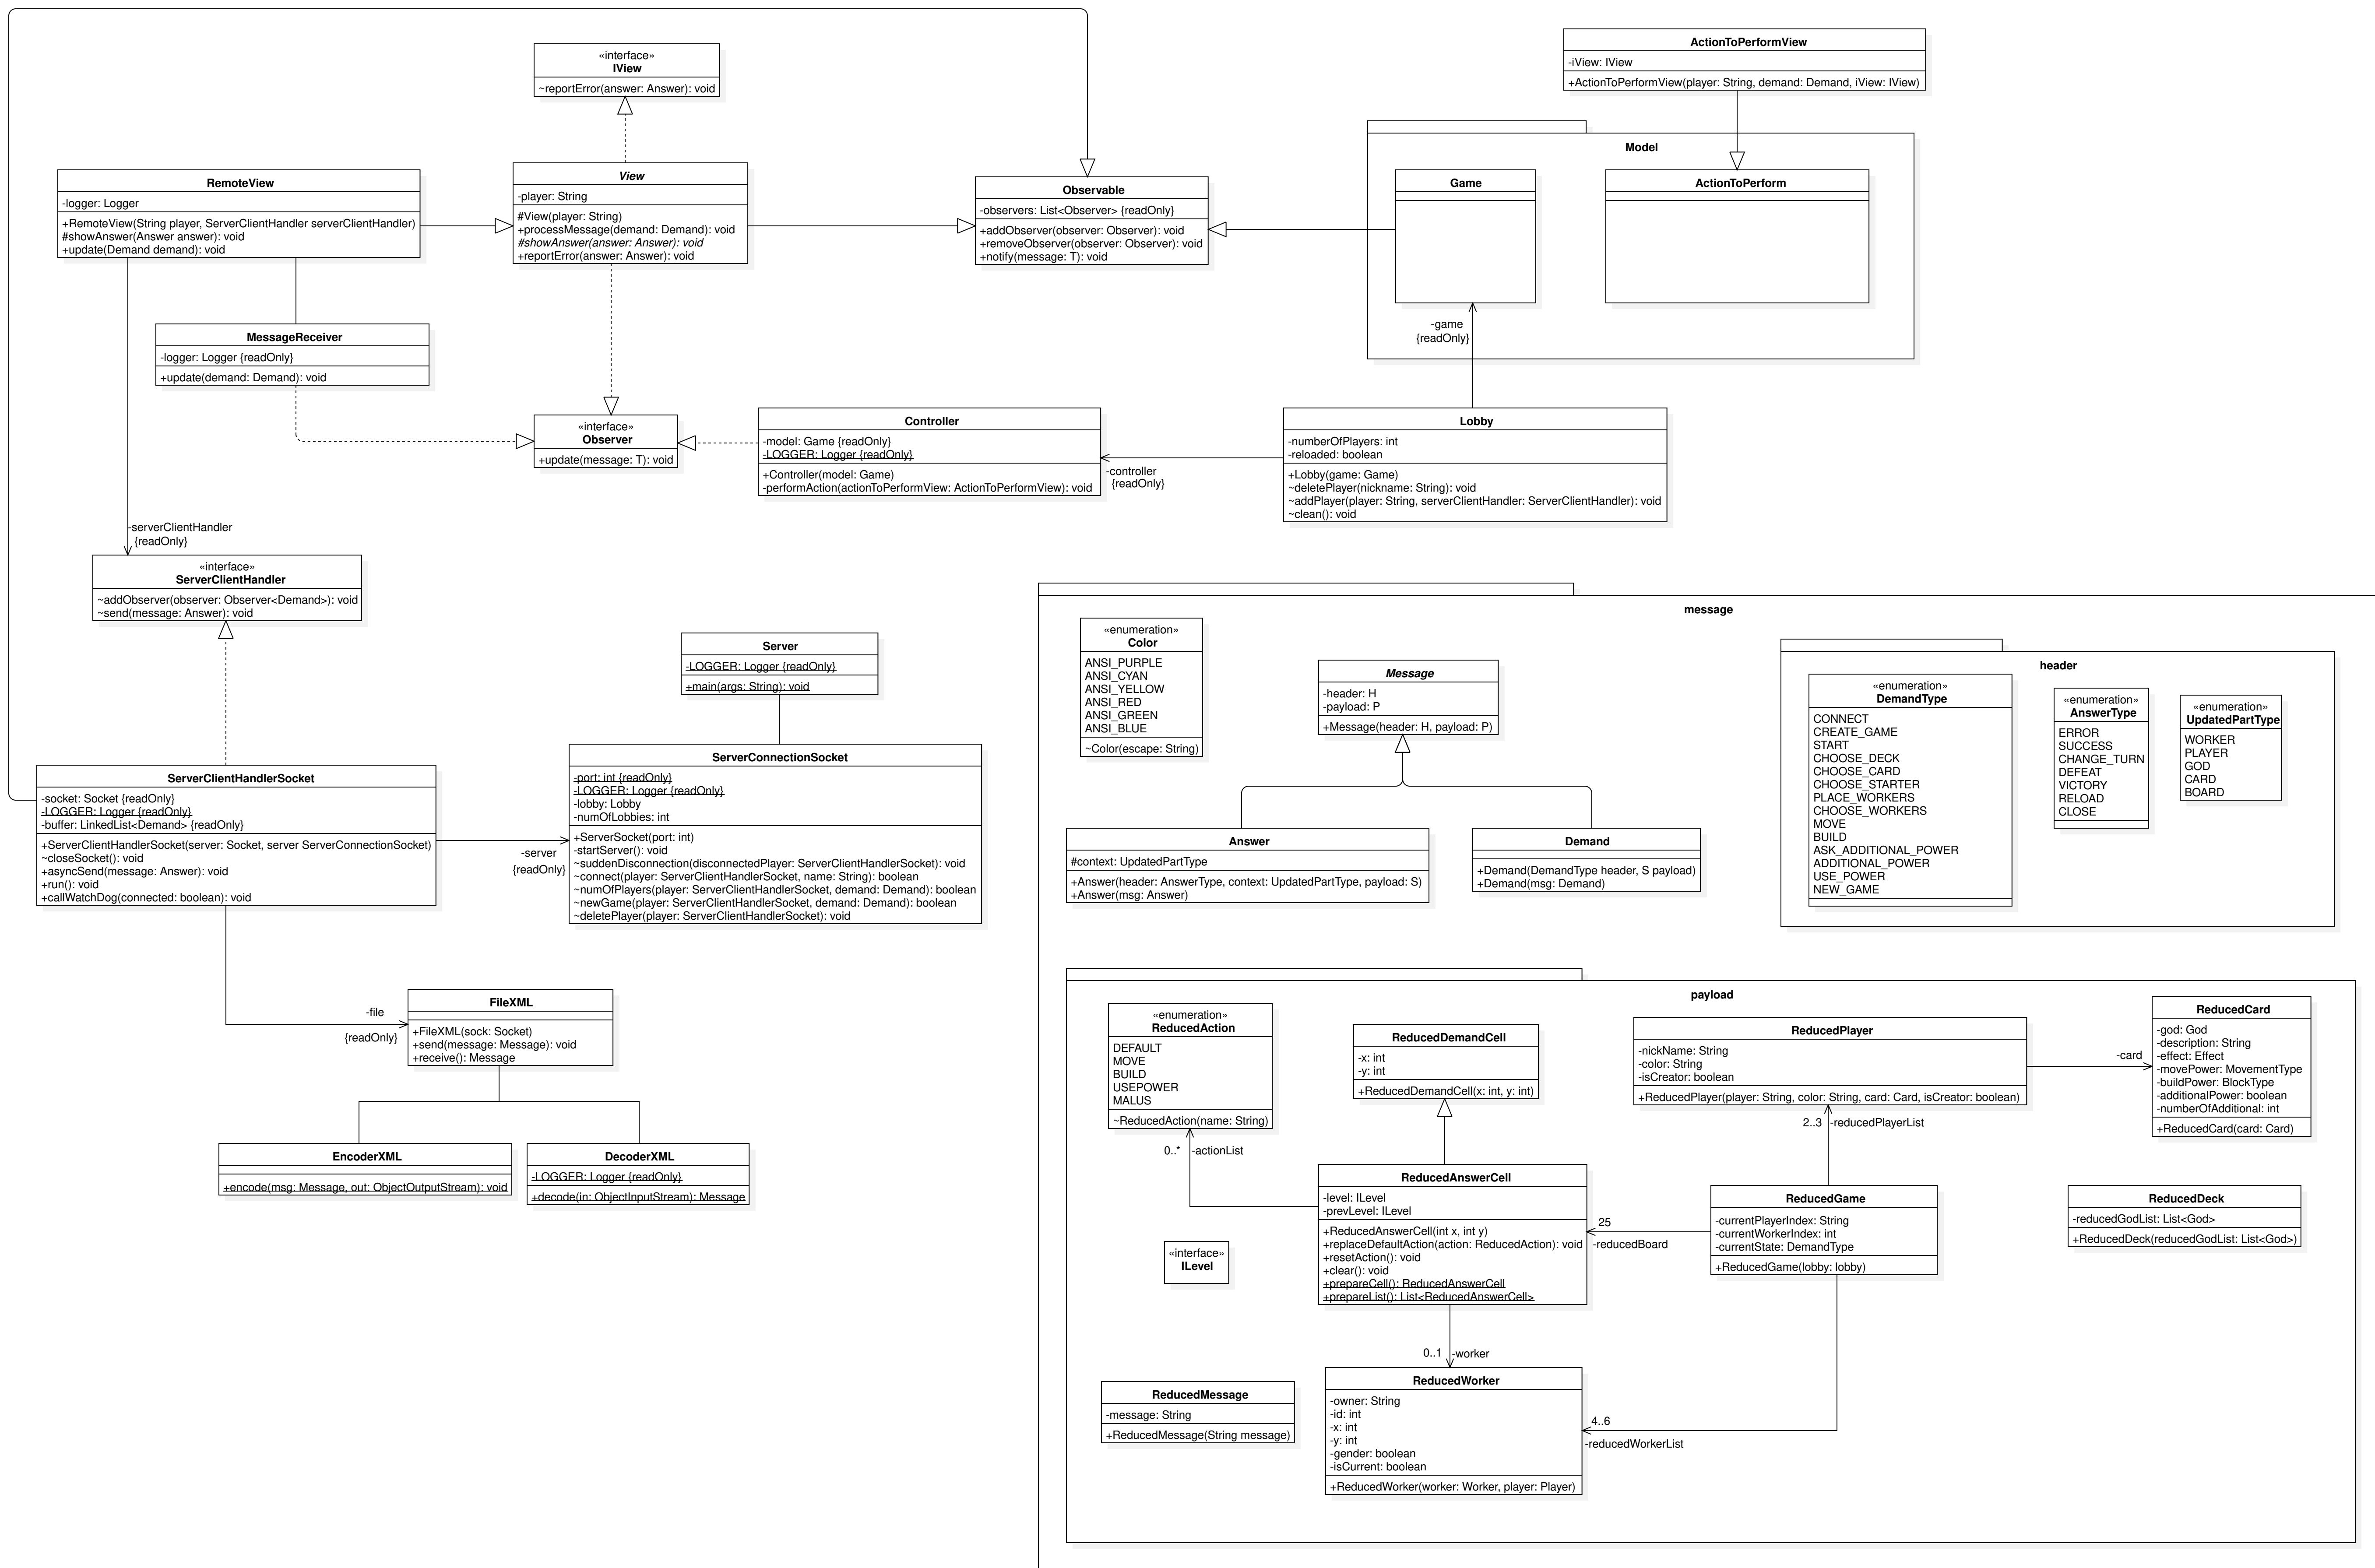 «interface»
IView
~reportError(answer: Answer): void
ActionToPerformView
-iView: IView
+ActionToPerformView(player: String, demand: Demand, iView: IView)
Model
Game
ActionToPerform
-game
{readOnly}
RemoteView
-logger: Logger
+RemoteView(String player, ServerClientHandler serverClientHandler)
#showAnswer(Answer answer): void
+update(Demand demand): void
View
-player: String
#View(player: String)
+processMessage(demand: Demand): void
#showAnswer(answer: Answer): void
+reportError(answer: Answer): void
Observable
-observers: List<Observer> {readOnly}
+addObserver(observer: Observer): void
+removeObserver(observer: Observer): void
+notify(message: T): void
MessageReceiver
-logger: Logger {readOnly}
+update(demand: Demand): void
«interface»
Observer
+update(message: T): void
Controller
-model: Game {readOnly}
-LOGGER: Logger {readOnly}
+Controller(model: Game)
-performAction(actionToPerformView: ActionToPerformView): void
-controller
{readOnly}
Lobby
-numberOfPlayers: int
-reloaded: boolean
+Lobby(game: Game)
~deletePlayer(nickname: String): void
~addPlayer(player: String, serverClientHandler: ServerClientHandler): void
~clean(): void
-serverClientHandler
{readOnly}
«interface»
ServerClientHandler
~addObserver(observer: Observer<Demand>): void
~send(message: Answer): void
Server
-LOGGER: Logger {readOnly}
+main(args: String): void
ServerConnectionSocket
-port: int {readOnly}
-LOGGER: Logger {readOnly}
-lobby: Lobby
-numOfLobbies: int
+ServerSocket(port: int)
-startServer(): void
~suddenDisconnection(disconnectedPlayer: ServerClientHandlerSocket): void
~connect(player: ServerClientHandlerSocket, name: String): boolean
~numOfPlayers(player: ServerClientHandlerSocket, demand: Demand): boolean
~newGame(player: ServerClientHandlerSocket, demand: Demand): boolean
~deletePlayer(player: ServerClientHandlerSocket): void
ServerClientHandlerSocket
-socket: Socket {readOnly}
-LOGGER: Logger {readOnly}
-buffer: LinkedList<Demand> {readOnly}
+ServerClientHandlerSocket(server: Socket, server ServerConnectionSocket)
~closeSocket(): void
+asyncSend(message: Answer): void
+run(): void
+callWatchDog(connected: boolean): void
-server
{readOnly}
-file
{readOnly}
FileXML
+FileXML(sock: Socket)
+send(message: Message): void
+receive(): Message
EncoderXML
+encode(msg: Message, out: ObjectOutputStream): void
DecoderXML
-LOGGER: Logger {readOnly}
+decode(in: ObjectInputStream): Message
message
«enumeration»
Color
ANSI_PURPLE
ANSI_CYAN
ANSI_YELLOW
ANSI_RED
ANSI_GREEN
ANSI_BLUE
~Color(escape: String)
Message
-header: H
-payload: P
+Message(header: H, payload: P)
Answer
#context: UpdatedPartType
+Answer(header: AnswerType, context: UpdatedPartType, payload: S)
+Answer(msg: Answer)
Demand
+Demand(DemandType header, S payload)
+Demand(msg: Demand)
header
«enumeration»
DemandType
CONNECT
CREATE_GAME
START
CHOOSE_DECK
CHOOSE_CARD
CHOOSE_STARTER
PLACE_WORKERS
CHOOSE_WORKERS
MOVE
BUILD
ASK_ADDITIONAL_POWER
ADDITIONAL_POWER
USE_POWER
NEW_GAME
«enumeration»
AnswerType
ERROR
SUCCESS
CHANGE_TURN
DEFEAT
VICTORY
RELOAD
CLOSE
«enumeration»
UpdatedPartType
WORKER
PLAYER
GOD
CARD
BOARD
payload
«enumeration»
ReducedAction
DEFAULT
MOVE
BUILD
USEPOWER
MALUS
~ReducedAction(name: String)
0..* -actionList
ReducedDemandCell
-x: int
-y: int
+ReducedDemandCell(x: int, y: int)
ReducedPlayer
-nickName: String
-color: String
-isCreator: boolean
+ReducedPlayer(player: String, color: String, card: Card, isCreator: boolean)
2..3 -reducedPlayerList
-card
ReducedCard
-god: God
-description: String
-effect: Effect
-movePower: MovementType
-buildPower: BlockType
-additionalPower: boolean
-numberOfAdditional: int
+ReducedCard(card: Card)
ReducedAnswerCell
-level: ILevel
-prevLevel: ILevel
+ReducedAnswerCell(int x, int y)
+replaceDefaultAction(action: ReducedAction): void
+resetAction(): void
+clear(): void
+prepareCell(): ReducedAnswerCell
+prepareList(): List<ReducedAnswerCell>
25
-reducedBoard
ReducedGame
-currentPlayerIndex: String
-currentWorkerIndex: int
-currentState: DemandType
+ReducedGame(lobby: lobby)
ReducedDeck
-reducedGodList: List<God>
+ReducedDeck(reducedGodList: List<God>)
«interface»
ILevel
0..1 -worker
ReducedMessage
-message: String
+ReducedMessage(String message)
ReducedWorker
-owner: String
-id: int
-x: int
-y: int
-gender: boolean
-isCurrent: boolean
+ReducedWorker(worker: Worker, player: Player)
4..6
-reducedWorkerList